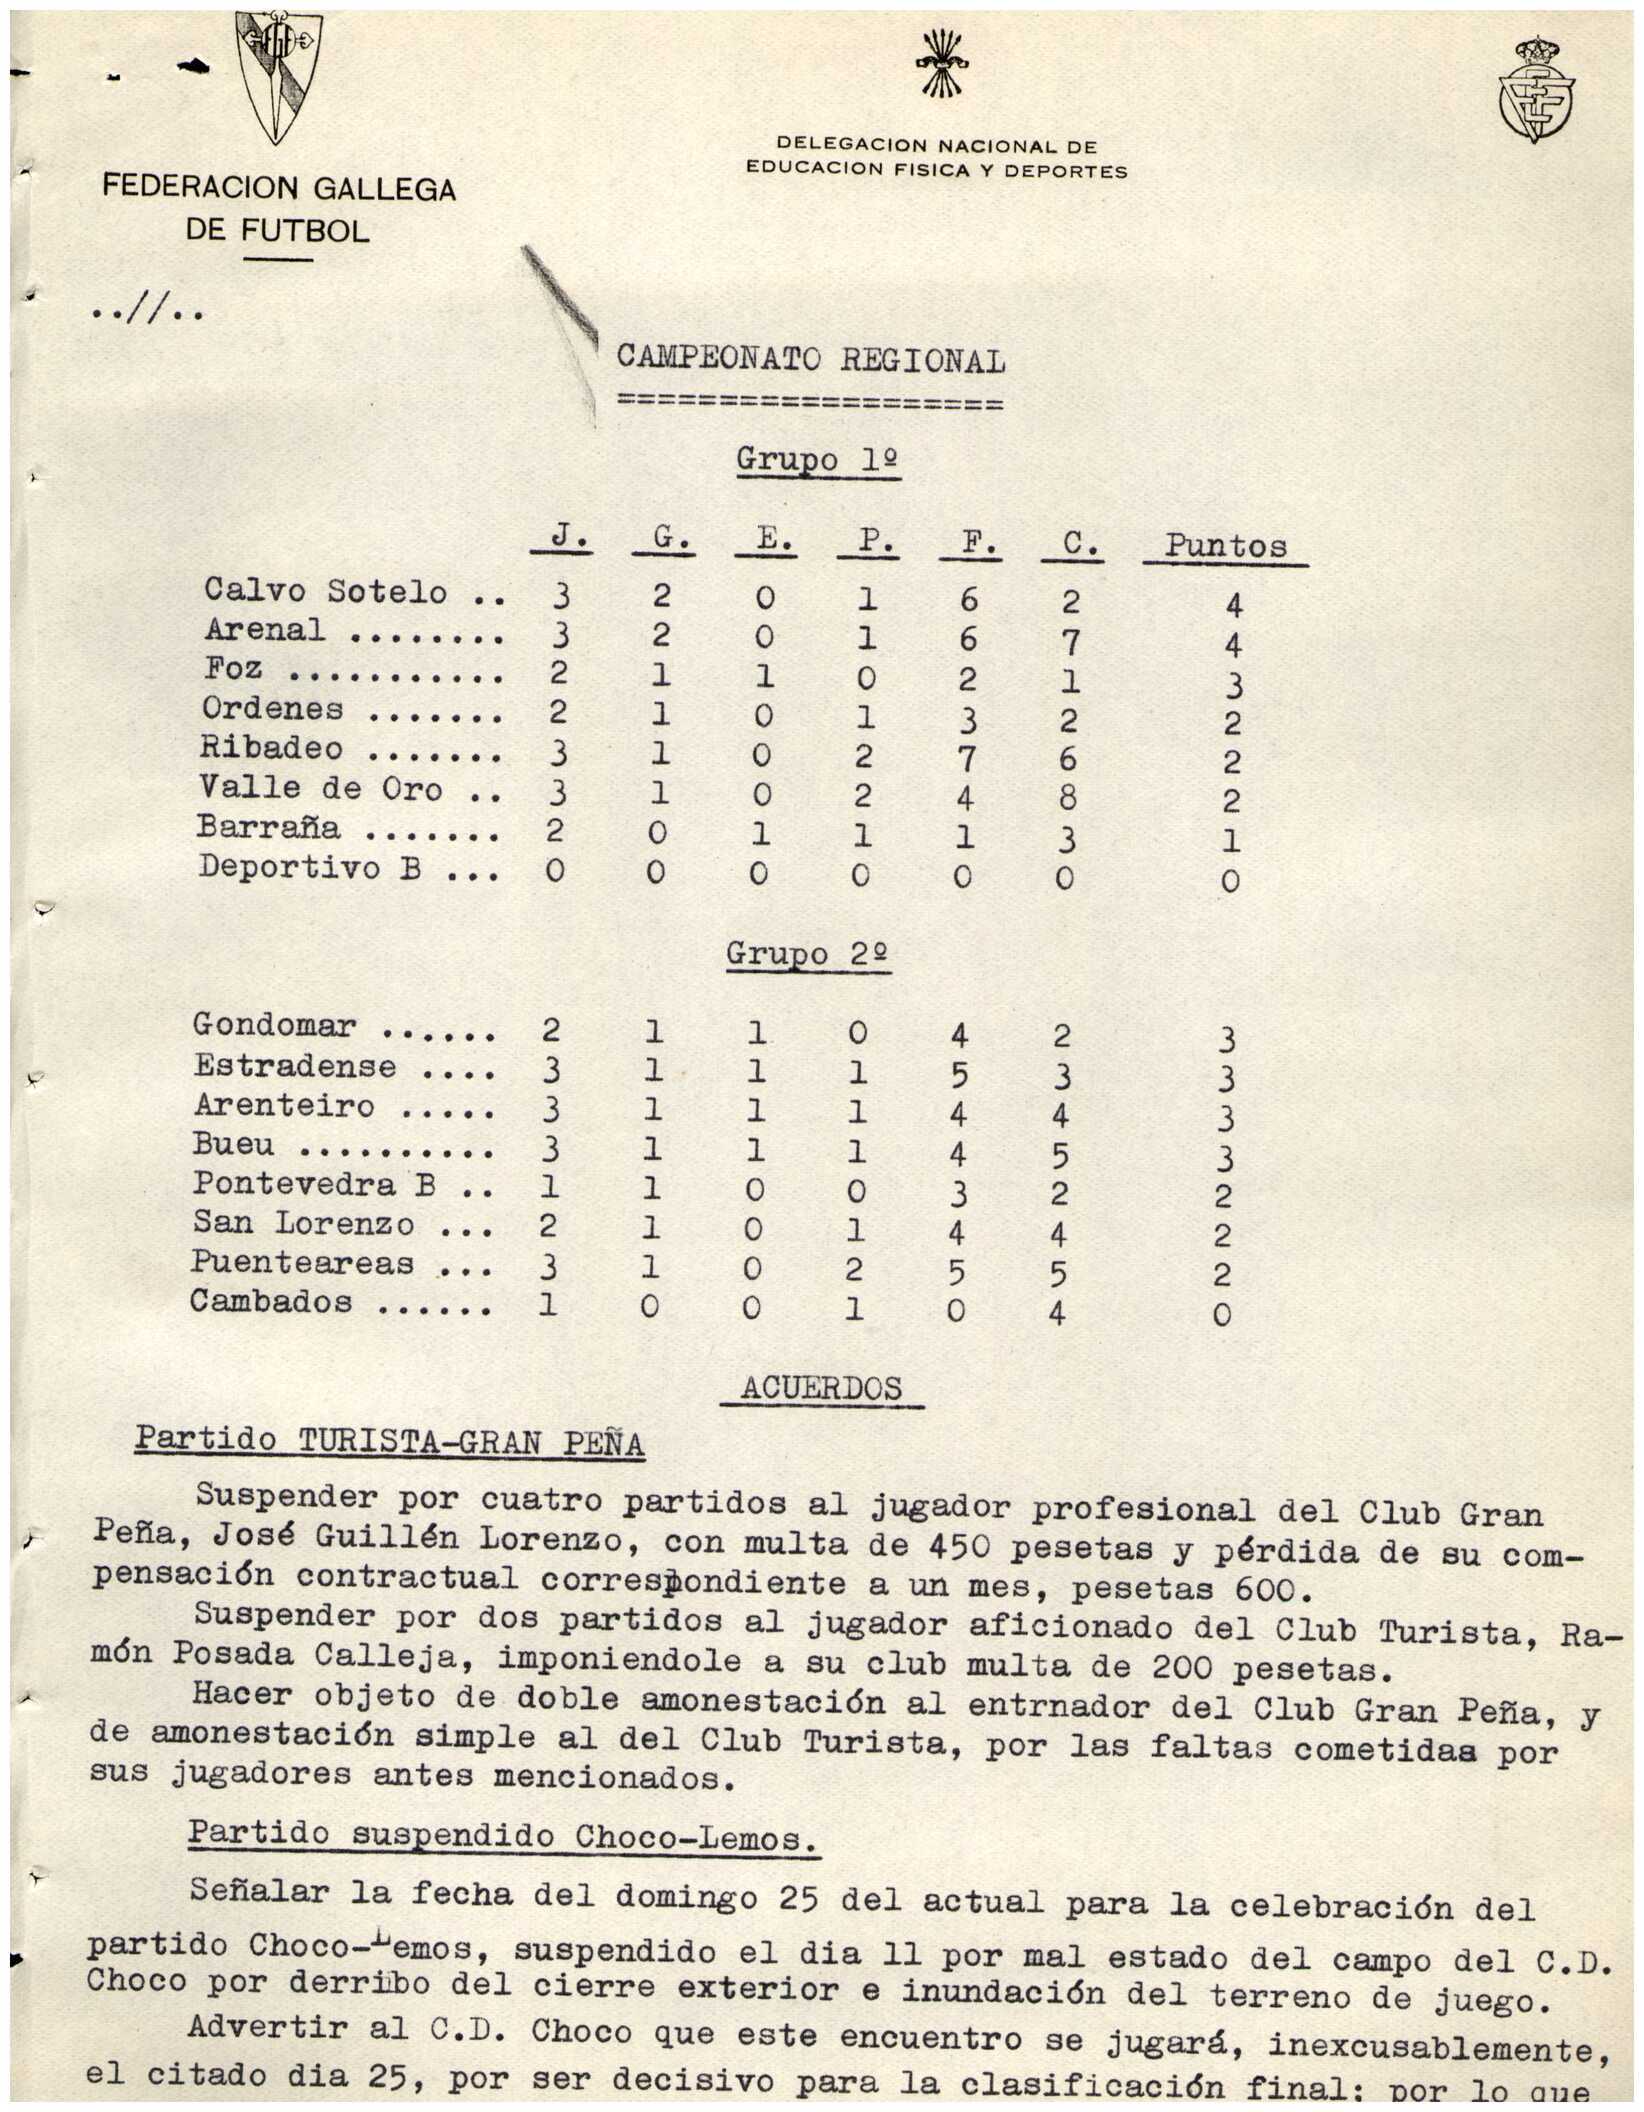 FGF
DELEGACION NACIONAL DE
EDUCACION FISICA Y DEPORTES
FEDERACION GALLEGA
DE FUTBOL
..//..
CAMPEONATO REGIONAL
===================
Grupo 1º
J. G. E. P. F. C. Puntos
Calvo Sotelo .. 3 2 0 1 6 2 4
Arenal ........ 3 2 0 1 6 7 4
Foz ........... 2 1 1 0 2 1 3
Ordenes ....... 2 1 0 1 3 2 2
Ribadeo ....... 3 1 0 2 7 6 2
Valle de Oro .. 3 1 0 2 4 8 2
Barraña ....... 2 0 1 1 1 3 1
Deportivo B ... 0 0 0 0 0 0 0
Grupo 2º
Gondomar ...... 2 1 1 0 4 2 3
Estradense .... 3 1 1 1 5 3 3
Arenteiro ..... 3 1 1 1 4 4 3
Bueu .......... 3 1 1 1 4 5 3
Pontevedra B .. 1 1 0 0 3 2 2
San Lorenzo ... 2 1 0 1 4 4 2
Puenteareas ... 3 1 0 2 5 5 2
Cambados ...... 1 0 0 1 0 4 0
ACUERDOS
Partido TURISTA-GRAN PEÑA
Suspender por cuatro partidos al jugador profesional del Club Gran
Peña, José Guillén Lorenzo, con multa de 450 pesetas y pérdida de su com-
pensación contractual correspondiente a un mes, pesetas 600.
Suspender por dos partidos al jugador aficionado del Club Turista, Ra-
món Posada Calleja, imponiendole a su club multa de 200 pesetas.
Hacer objeto de doble amonestación al entrnador del Club Gran Peña, y
de amonestación simple al del Club Turista, por las faltas cometidas por
sus jugadores antes mencionados.
Partido suspendido Choco-Lemos.
Señalar la fecha del domingo 25 del actual para la celebración del
partido Choco-Lemos, suspendido el dia 11 por mal estado del campo del C.D.
Choco por derribo del cierre exterior e inundación del terreno de juego.
Advertir al C.D. Choco que este encuentro se jugará, inexcusablemente,
el citado dia 25, por ser decisivo para la clasificación final; por lo que